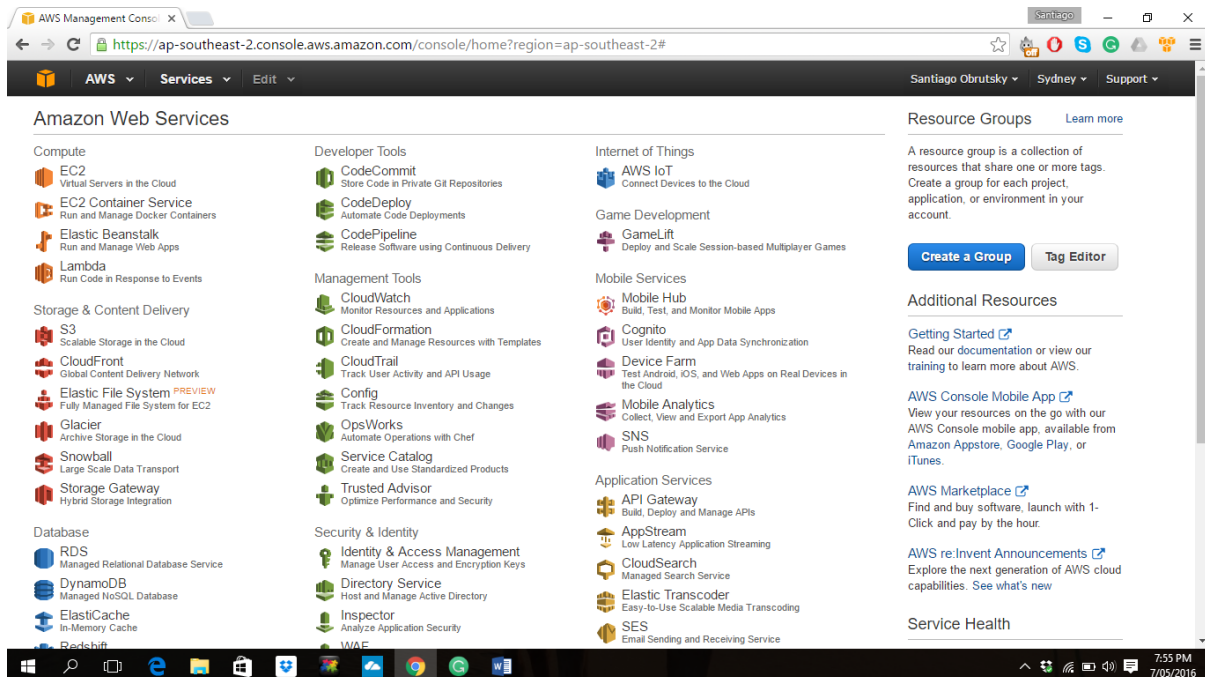 AWS Management Consol
Santiago
https://ap-southeast-2.console.aws.amazon.com/console/home?region=ap-southeast-2#
off
AWS
Services
Edit
Santiago Obrutsky
Sydney
Support
Amazon Web Services
Compute
EC2
Virtual Servers in the Cloud
EC2 Container Service
Run and Manage Docker Containers
Elastic Beanstalk
Run and Manage Web Apps
Lambda
Run Code in Response to Events
Storage & Content Delivery
S3
Scalable Storage in the Cloud
CloudFront
Global Content Delivery Network
Elastic File System PREVIEW
Fully Managed File System for EC2
Glacier
Archive Storage in the Cloud
Snowball
Large Scale Data Transport
Storage Gateway
Hybrid Storage Integration
Database
RDS
Managed Relational Database Service
DynamoDB
Managed NoSQL Database
ElastiCache
In-Memory Cache
Redshift
Developer Tools
CodeCommit
Store Code in Private Git Repositories
CodeDeploy
Automate Code Deployments
CodePipeline
Release Software using Continuous Delivery
Management Tools
CloudWatch
Monitor Resources and Applications
CloudFormation
Create and Manage Resources with Templates
CloudTrail
Track User Activity and API Usage
Config
Track Resource Inventory and Changes
OpsWorks
Automate Operations with Chef
Service Catalog
Create and Use Standardized Products
Trusted Advisor
Optimize Performance and Security
Security & Identity
Identity & Access Management
Manage User Access and Encryption Keys
Directory Service
Host and Manage Active Directory
Inspector
Analyze Application Security
WAF
Internet of Things
AWS IoT
Connect Devices to the Cloud
Game Development
GameLift
Deploy and Scale Session-based Multiplayer Games
Mobile Services
Mobile Hub
Build, Test, and Monitor Mobile Apps
Cognito
User Identity and App Data Synchronization
Device Farm
Test Android, iOS, and Web Apps on Real Devices in
the Cloud
Mobile Analytics
Collect, View and Export App Analytics
SNS
Push Notification Service
Application Services
API Gateway
Build, Deploy and Manage APIs
AppStream
Low Latency Application Streaming
CloudSearch
Managed Search Service
Elastic Transcoder
Easy-to-Use Scalable Media Transcoding
SES
Email Sending and Receiving Service
Resource Groups
Learn more
A resource group is a collection of
resources that share one or more tags.
Create a group for each project,
application, or environment in your
account.
Create a Group
Tag Editor
Additional Resources
Getting Started
Read our documentation or view our
training to learn more about AWS.
AWS Console Mobile App
View your resources on the go with our
AWS Console mobile app, available from
Amazon Appstore, Google Play, or
iTunes.
AWS Marketplace
Find and buy software, launch with 1-
Click and pay by the hour.
AWS re:Invent Announcements
Explore the next generation of AWS cloud
capabilities. See what's new
Service Health
7:55 PM
7/05/2016